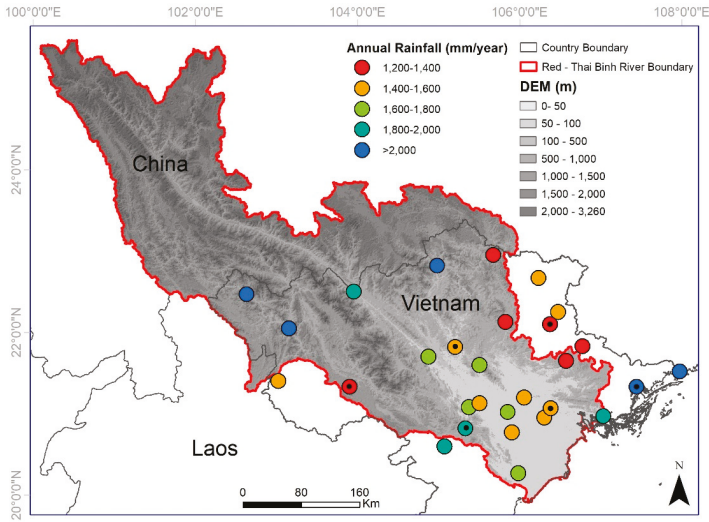 100°0'0"E 102°0'0"E 104°0'0"E 106°0'0"E 108°0'0"E
Annual Rainfall (mm/year)
1,200-1,400
1,400-1,600
1,600-1,800
1,800-2,000
>2,000
Country Boundary
Red - Thai Binh River Boundary
DEM (m)
0- 50
50 - 100
100 - 500
500 - 1,000
1,000 - 1,500
1,500 - 2,000
2,000 - 3,260
24°0'0"N
22°0'0"N
20°0'0"N
China
Vietnam
Laos
0 80 160
Km
N